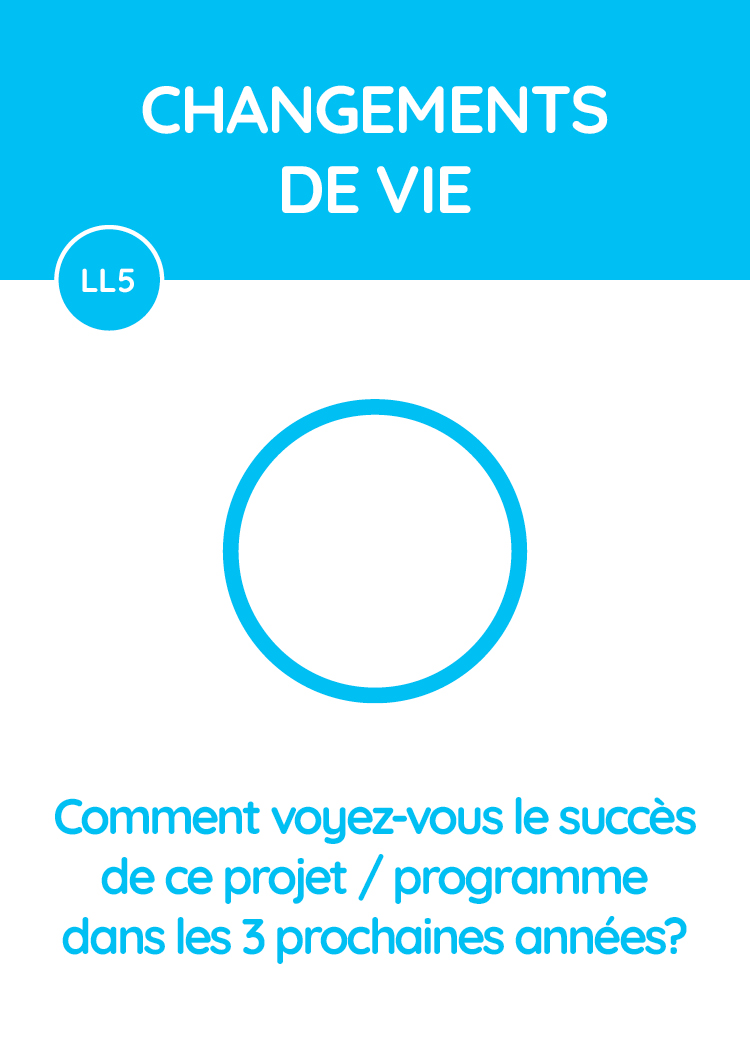 CHANGEMENTS
DE VIE
LL5
Comment voyez-vous le succès
de ce projet / programme
dans les 3 prochaines années?